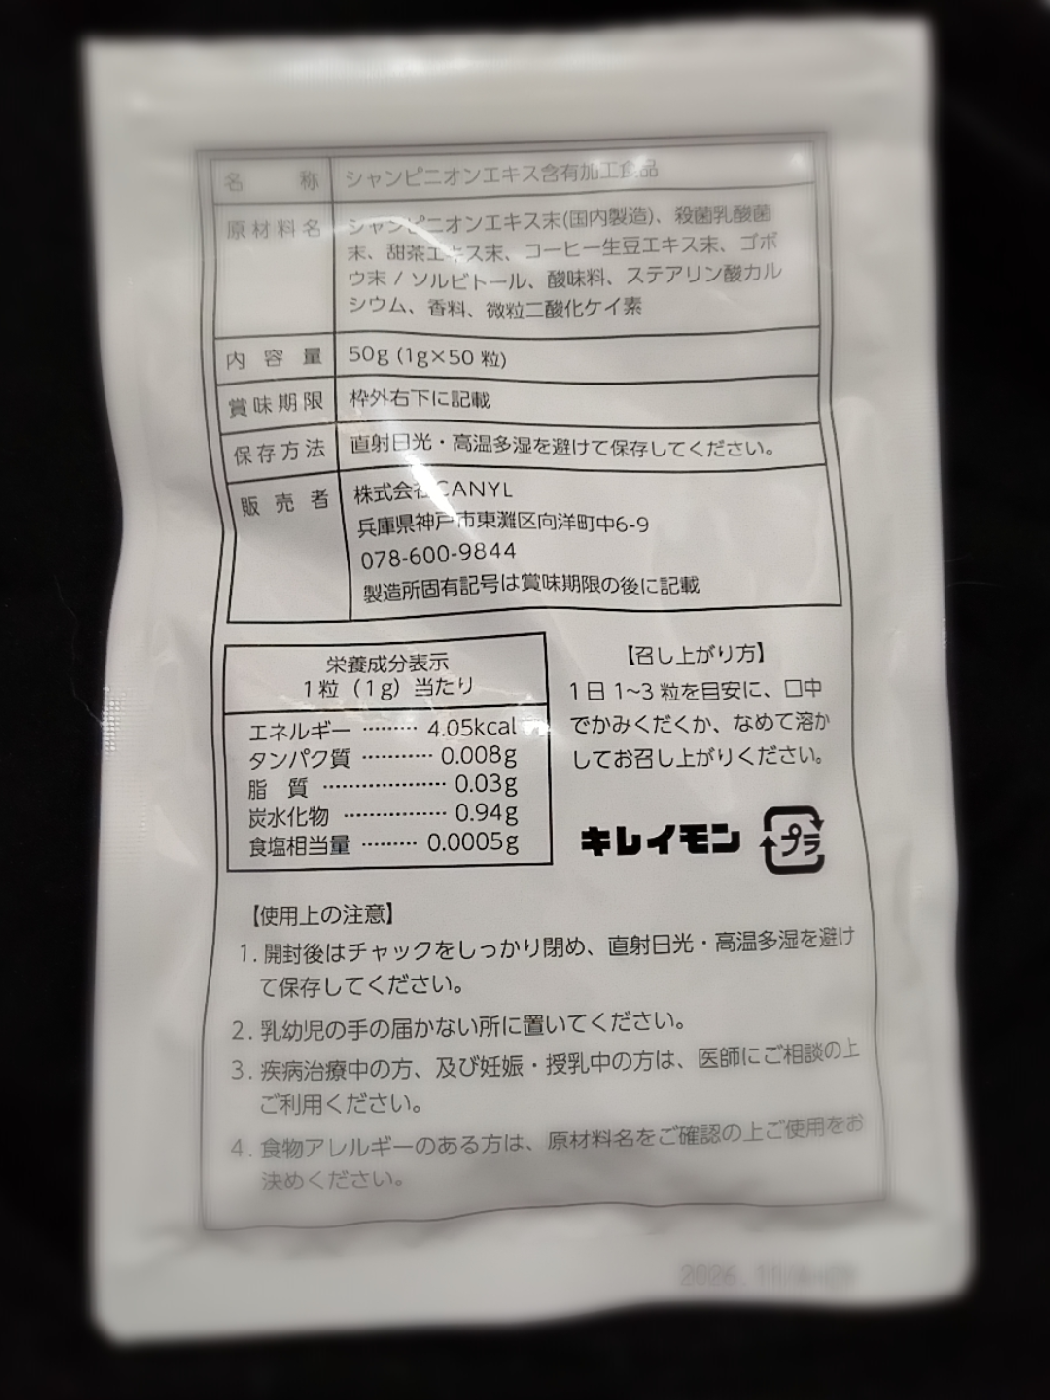 名称 シャンピニオンエキス含有加工食品
原材料名 シャンピニオンエキス末(国内製造)、殺菌乳酸菌
末、甜茶エキス末、コーヒー生豆エキス末、ゴボ
ウ末 / ソルビトール、酸味料、ステアリン酸カル
シウム、香料、微粒二酸化ケイ素
内容量 50g (1g×50 粒)
賞味期限 枠外右下に記載
保存方法 直射日光・高温多湿を避けて保存してください。
販売者 株式会社CANYL
兵庫県神戸市東灘区向洋町中6-9
078-600-9844
製造所固有記号は賞味期限の後に記載
栄養成分表示
1粒（1g）当たり
エネルギー ……… 4.05kcal
タンパク質 ……… 0.008g
脂質 ……… 0.03g
炭水化物 ……… 0.94g
食塩相当量 ……… 0.0005g
【召し上がり方】
1日 1~3 粒を目安に、口中
でかみくだくか、なめて溶か
してお召し上がりください。
キレイモン プラ
【使用上の注意】
1. 開封後はチャックをしっかり閉め、直射日光・高温多湿を避け
て保存してください。
2. 乳幼児の手の届かない所に置いてください。
3. 疾病治療中の方、及び妊娠・授乳中の方は、医師にご相談の上
ご利用ください。
4. 食物アレルギーのある方は、原材料名をご確認の上ご使用をお
決めください。
2026.11